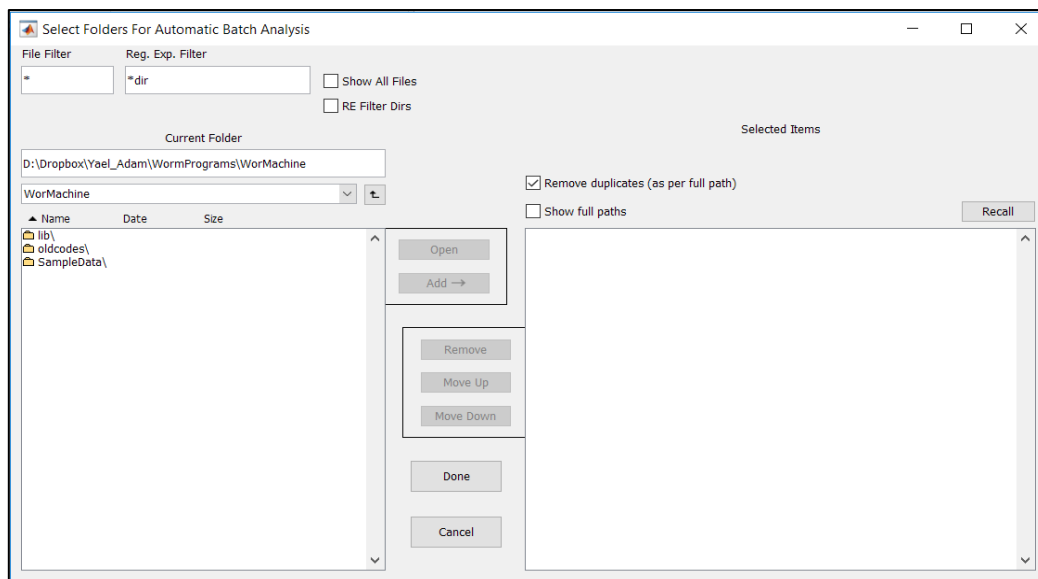 Select Folders For Automatic Batch Analysis
File Filter Reg. Exp. Filter
* *dir
Show All Files
RE Filter Dirs
Current Folder
Selected Items
D:\Dropbox\Yael_Adam\WormPrograms\WorMachine
WorMachine
Remove duplicates (as per full path)
Name Date Size
Show full paths
Recall
lib\
oldcodes\
SampleData\
Open
Add →
Remove
Move Up
Move Down
Done
Cancel